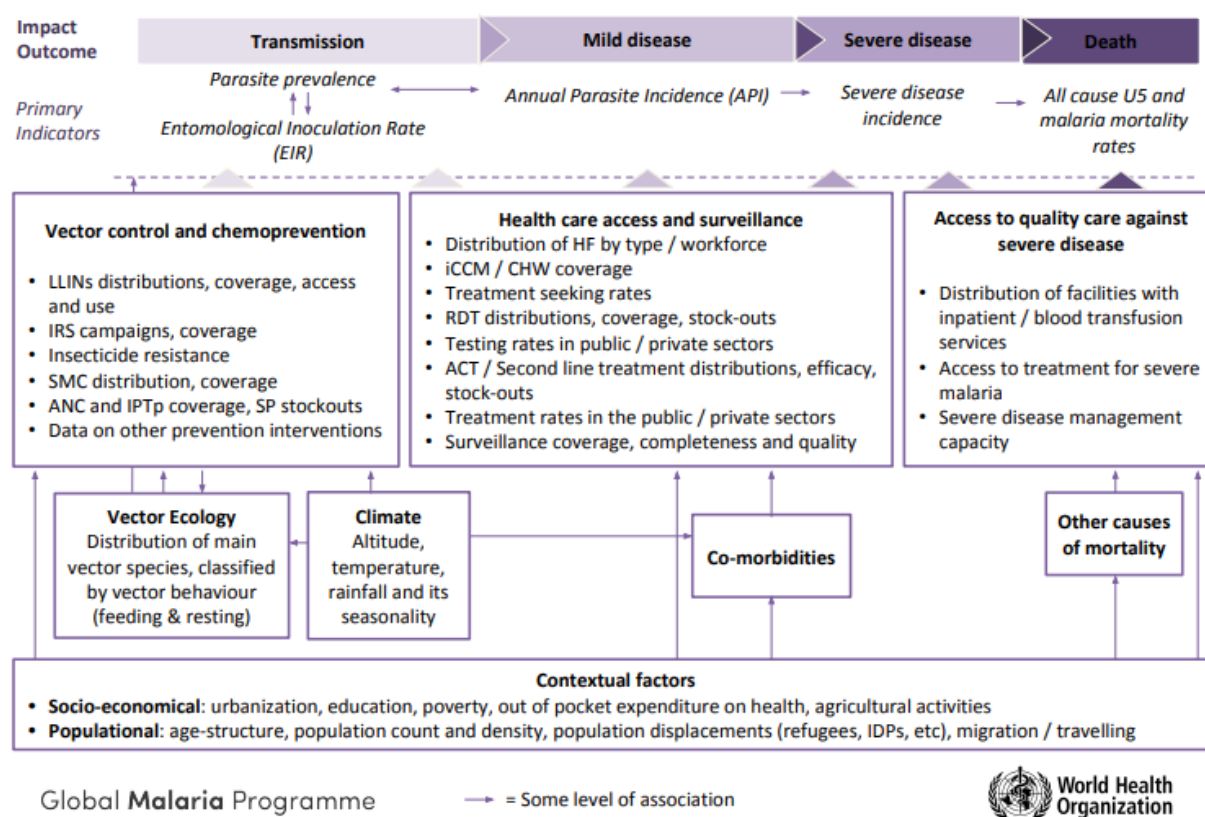 Impact
Outcome
Transmission
Mild disease
Severe disease
Death
Primary
Indicators
Parasite prevalence
Entomological Inoculation Rate
(EIR)
Annual Parasite Incidence (API)
Severe disease
incidence
All cause U5 and
malaria mortality
rates
Vector control and chemoprevention
• LLINs distributions, coverage, access
and use
• IRS campaigns, coverage
• Insecticide resistance
• SMC distribution, coverage
• ANC and IPTp coverage, SP stockouts
• Data on other prevention interventions
Health care access and surveillance
• Distribution of HF by type / workforce
• iCCM / CHW coverage
• Treatment seeking rates
• RDT distributions, coverage, stock-outs
• Testing rates in public / private sectors
• ACT / Second line treatment distributions, efficacy,
stock-outs
• Treatment rates in the public / private sectors
• Surveillance coverage, completeness and quality
Access to quality care against
severe disease
• Distribution of facilities with
inpatient / blood transfusion
services
• Access to treatment for severe
malaria
• Severe disease management
capacity
Vector Ecology
Distribution of main
vector species, classified
by vector behaviour
(feeding & resting)
Climate
Altitude,
temperature,
rainfall and its
seasonality
Co-morbidities
Other causes
of mortality
Contextual factors
• Socio-economical: urbanization, education, poverty, out of pocket expenditure on health, agricultural activities
• Populational: age-structure, population count and density, population displacements (refugees, IDPs, etc), migration / travelling
Global Malaria Programme
= Some level of association
World Health
Organization